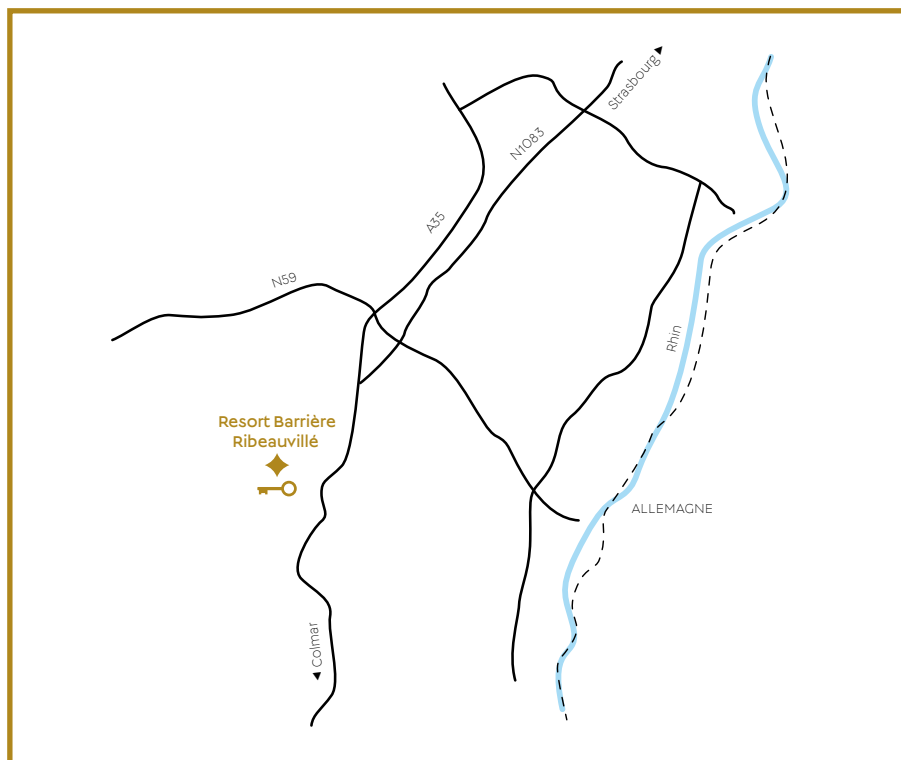 Strasbourg
N1083
A35
N59
Rhin
Resort Barrière
Ribeauvillé
ALLEMAGNE
Colmar